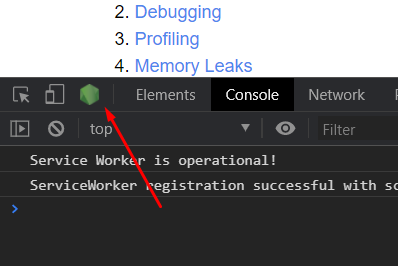 2. Debugging
3. Profiling
4. Memory Leaks
Elements Console Network
top Filter
Service Worker is operational!
ServiceWorker registration successful with sc